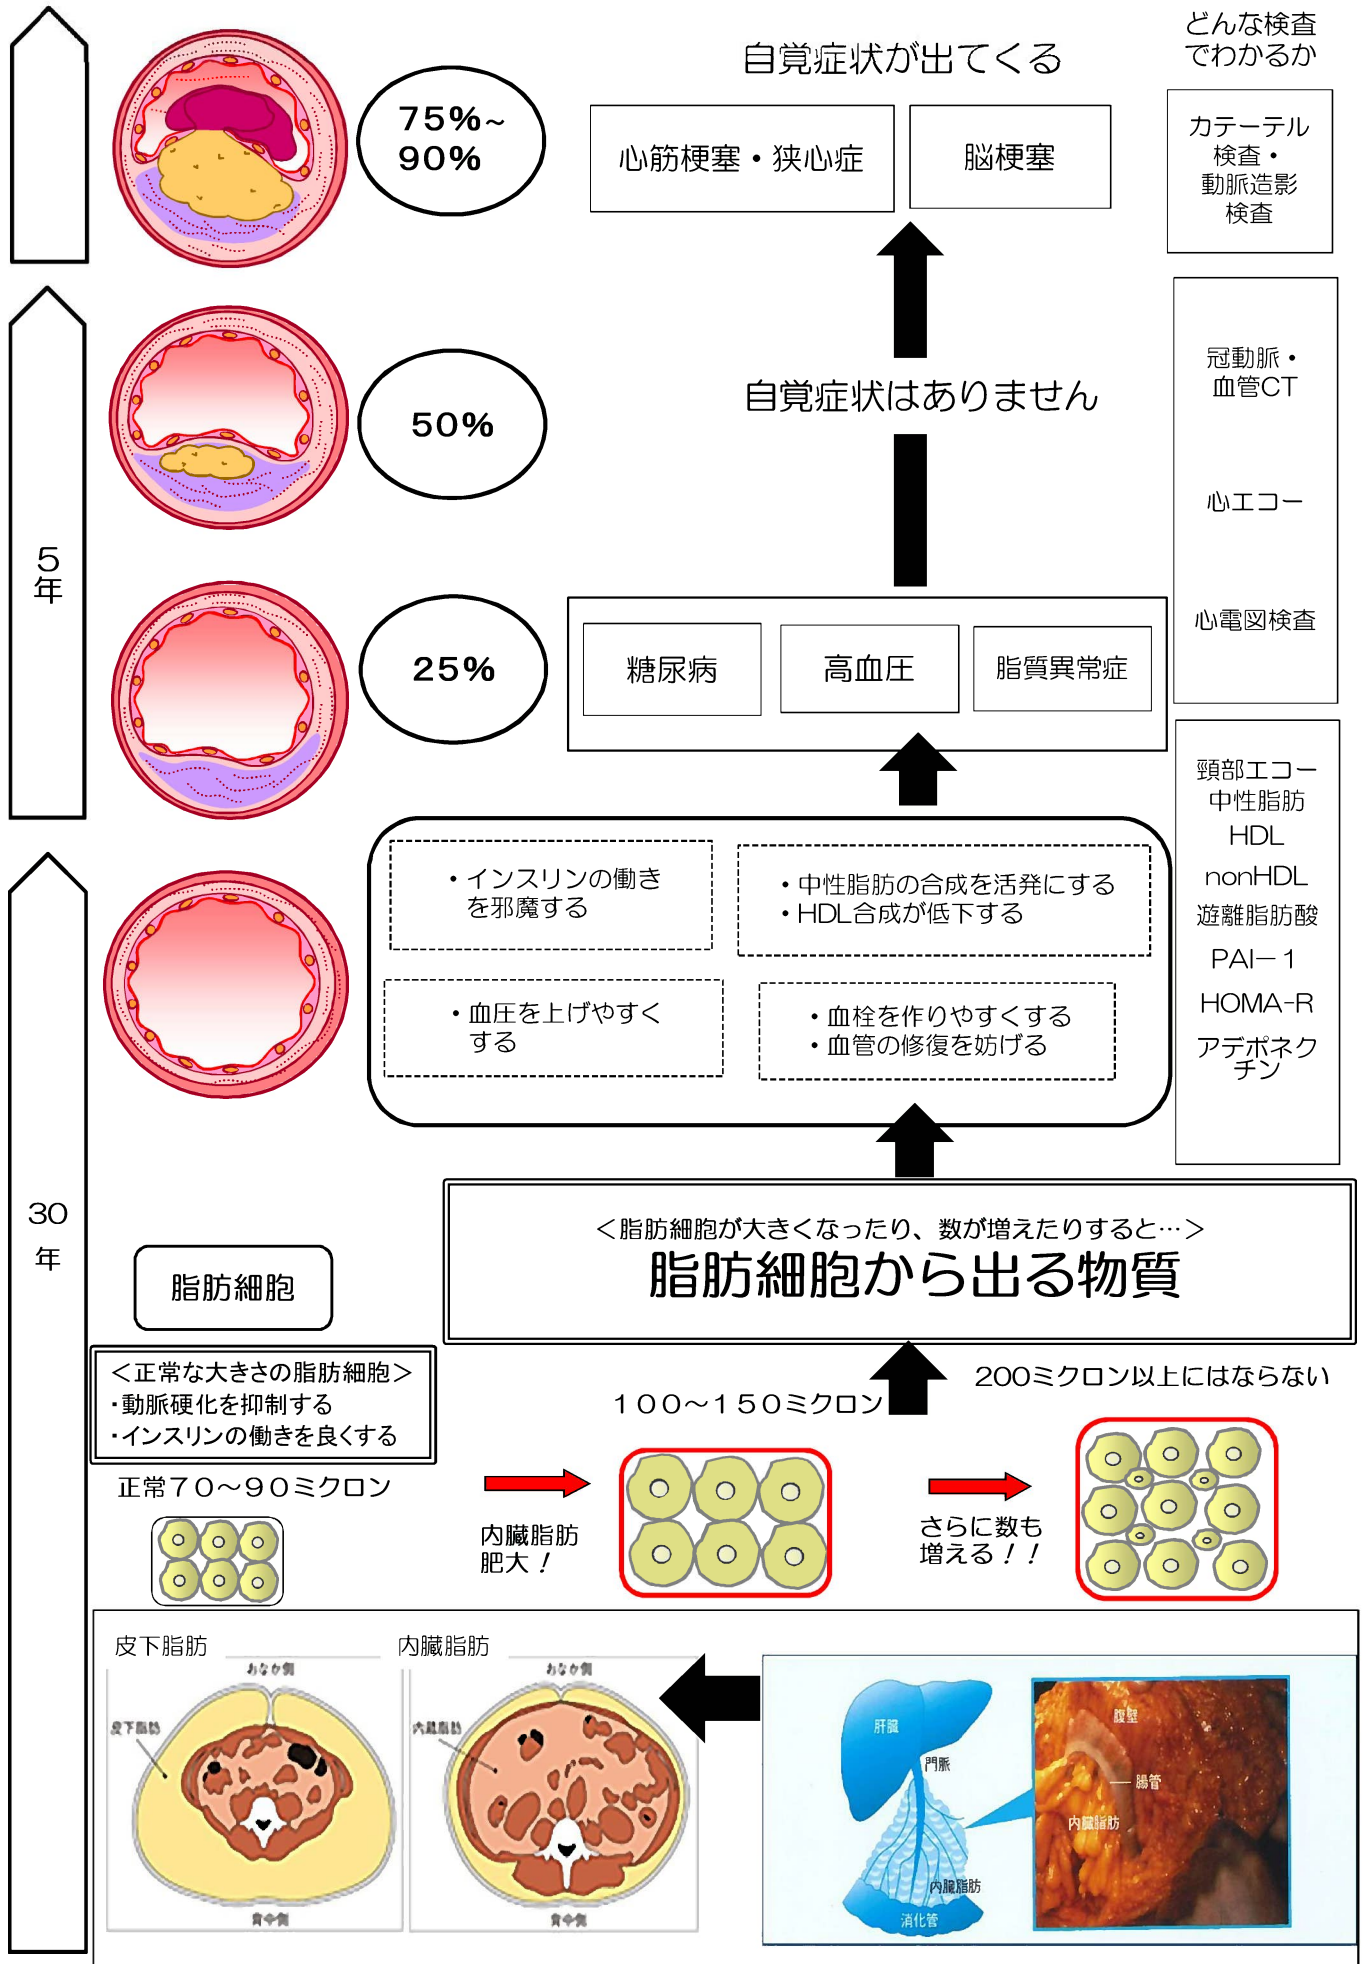 どんな検査
でわかるか
自覚症状が出てくる
75%~
90%
心筋梗塞・狭心症
脳梗塞
カテーテル
検査・
動脈造影
検査
50%
自覚症状はありません
冠動脈・
血管CT
心エコー
心電図検査
5
年
25%
糖尿病
高血圧
脂質異常症
頸部エコー
中性脂肪
HDL
nonHDL
遊離脂肪酸
PAI－1
HOMA-R
アデポネク
チン
・インスリンの働き
を邪魔する
・中性脂肪の合成を活発にする
・HDL合成が低下する
・血圧を上げやすく
する
・血栓を作りやすくする
・血管の修復を妨げる
30
年
＜脂肪細胞が大きくなったり、数が増えたりすると…＞
脂肪細胞から出る物質
脂肪細胞
＜正常な大きさの脂肪細胞＞
・動脈硬化を抑制する
・インスリンの働きを良くする
正常７０～９０ミクロン
１００～１５０ミクロン
200ミクロン以上にはならない
内臓脂肪
肥大！
さらに数も
増える！！
皮下脂肪
おなか側
皮下脂肪
背中側
内臓脂肪
おなか側
内臓脂肪
背中側
肝臓
門脈
内臓脂肪
消化管
腹壁
腸管
内臓脂肪